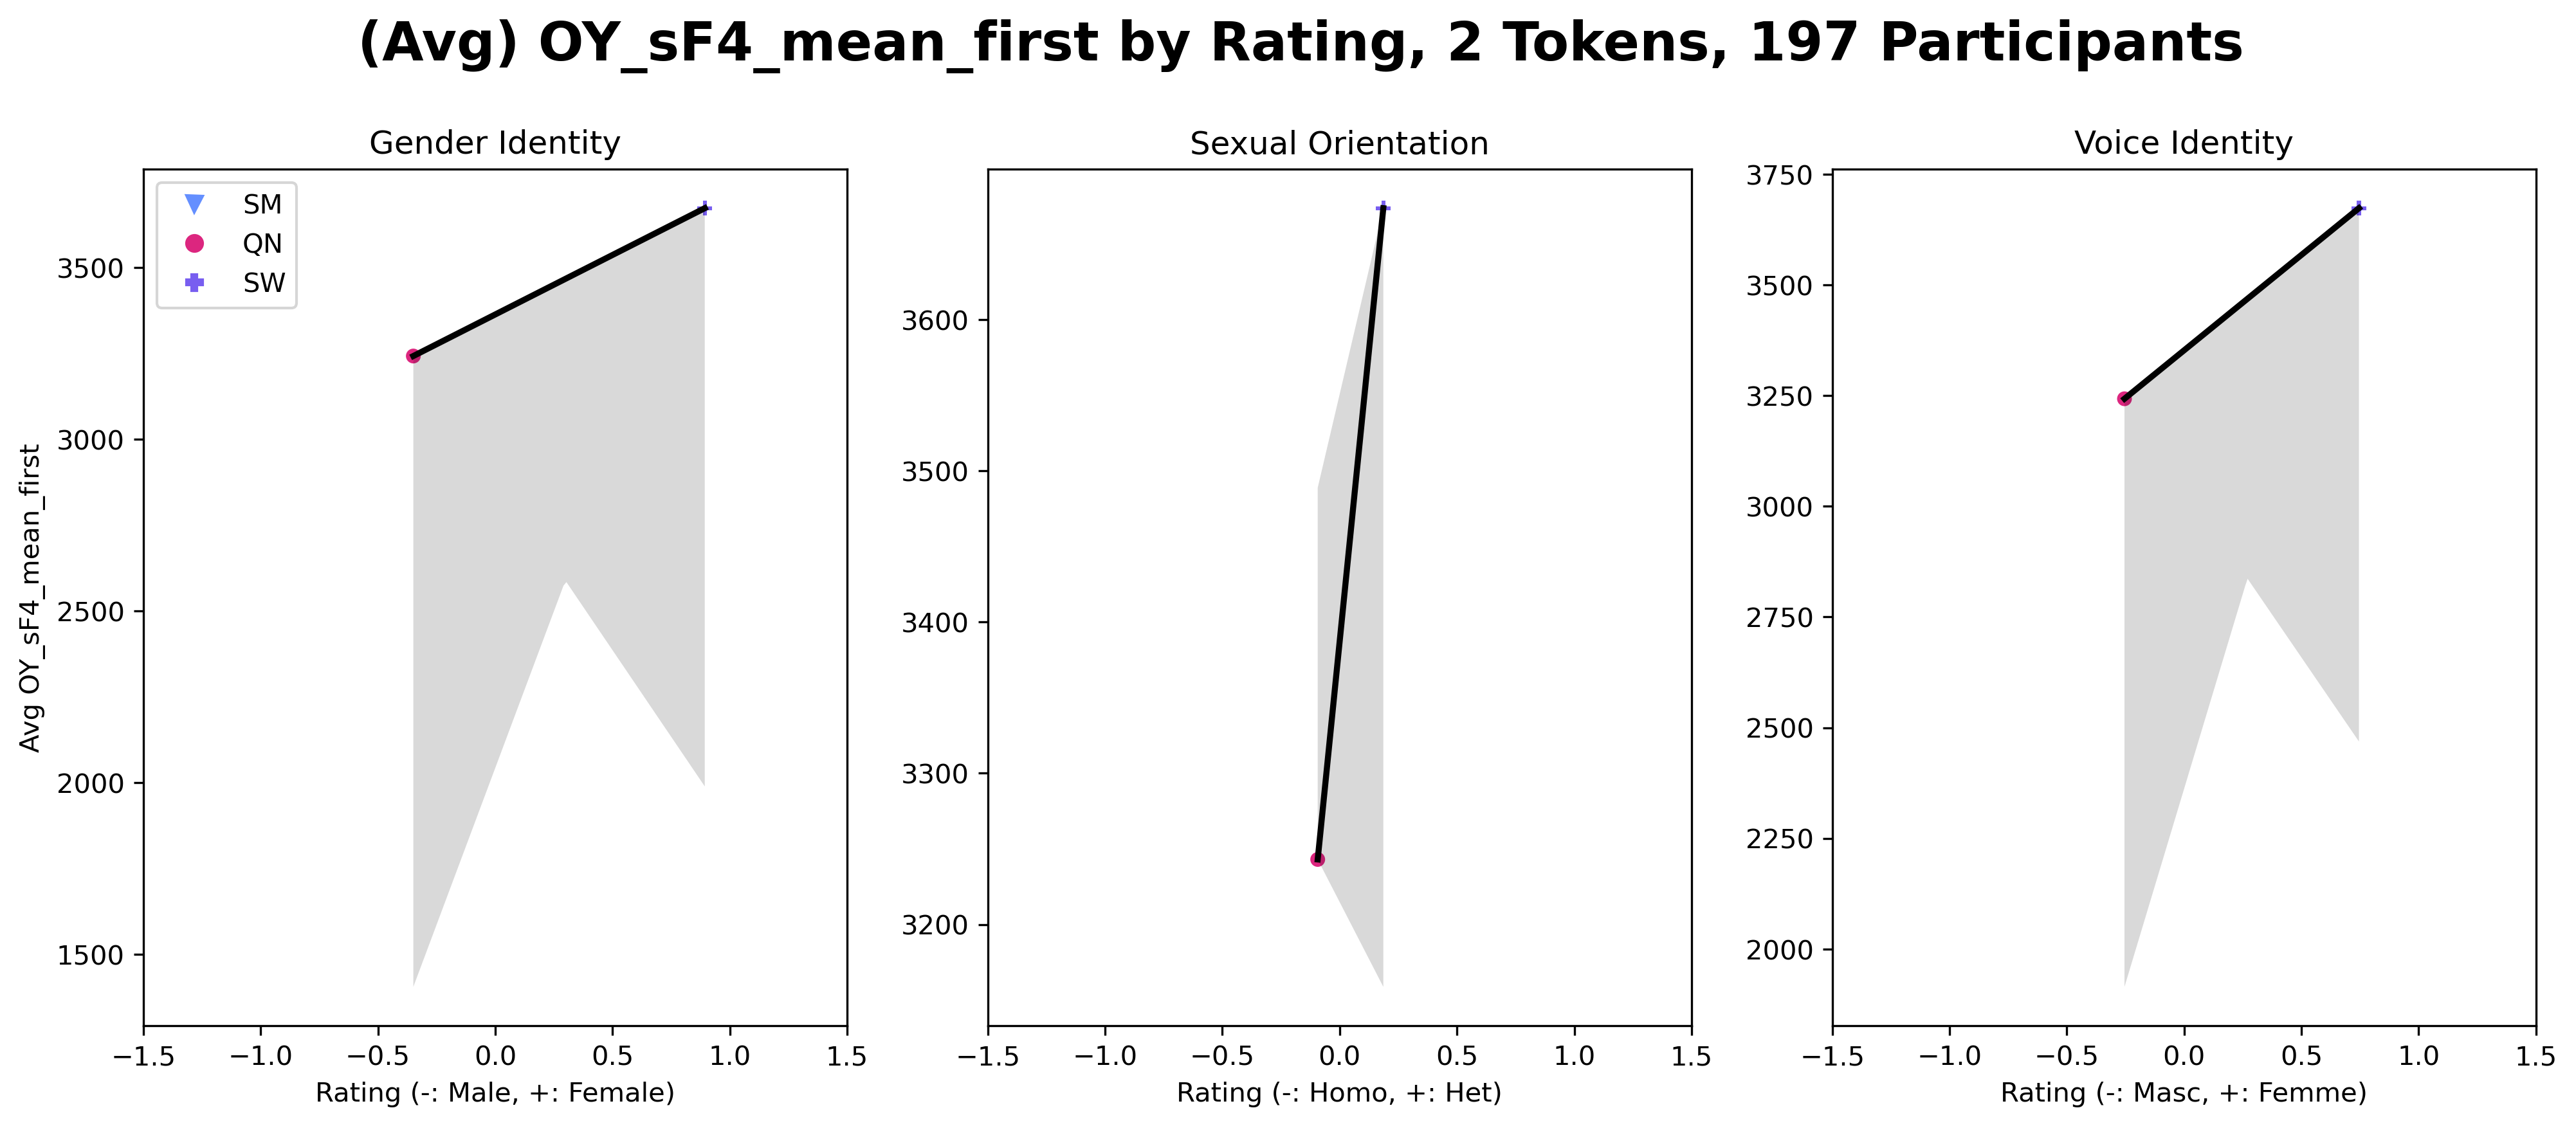 (Avg) OY_sF4_mean_first by Rating, 2 Tokens, 197 Participants
Gender Identity
SM
QN
SW
3500
3000
2500
2000
1500
Avg OY_sF4_mean_first
−1.5 −1.0 −0.5 0.0 0.5 1.0 1.5
Rating (-: Male, +: Female)
Sexual Orientation
3600
3500
3400
3300
3200
−1.5 −1.0 −0.5 0.0 0.5 1.0 1.5
Rating (-: Homo, +: Het)
Voice Identity
3750
3500
3250
3000
2750
2500
2250
2000
−1.5 −1.0 −0.5 0.0 0.5 1.0 1.5
Rating (-: Masc, +: Femme)